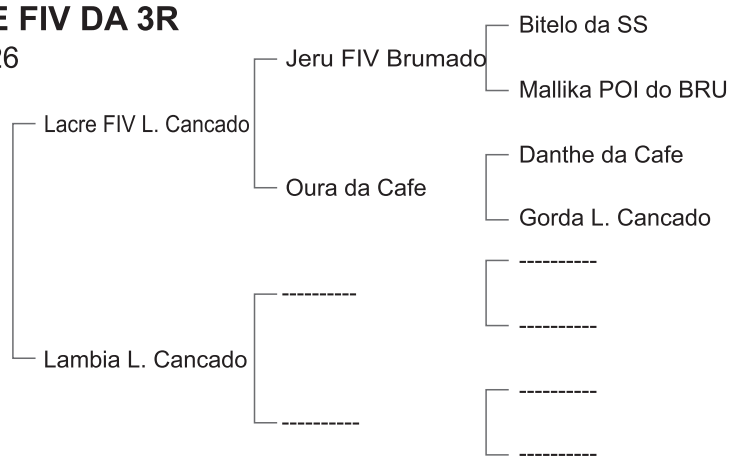 E FIV DA 3R
26
Bitelo da SS
Jeru FIV Brumado
Mallika POI do BRU
Lacre FIV L. Cancado
Danthe da Cafe
Oura da Cafe
Gorda L. Cancado
----------
----------
----------
Lambia L. Cancado
----------
----------
----------